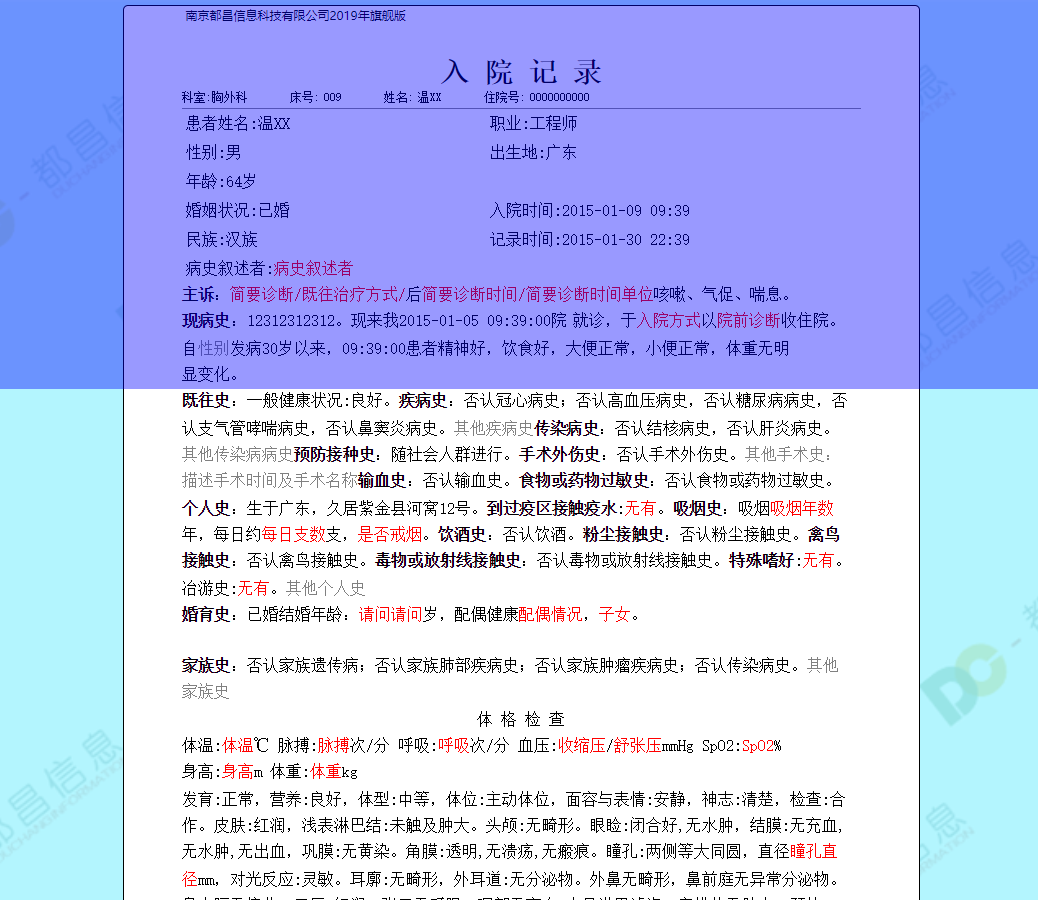 南京都昌信息科技有限公司2019年旗舰版
入 院 记 录
科室:胸外科 床号: 009 姓名: 温XX 住院号: 0000000000
患者姓名:温XX 职业:工程师
性别:男 出生地:广东
年龄:64岁
婚姻状况:已婚 入院时间:2015-01-09 09:39
民族:汉族 记录时间:2015-01-30 22:39
病史叙述者:病史叙述者
主诉: 简要诊断/既往治疗方式/后简要诊断时间/简要诊断时间单位咳嗽、气促、喘息。
现病史: 12312312312。现来我2015-01-05 09:39:00院 就诊, 于入院方式以院前诊断收住院。
自性别发病30岁以来, 09:39:00患者精神好, 饮食好, 大便正常, 小便正常, 体重无明
显变化。
既往史: 一般健康状况:良好。疾病史: 否认冠心病史; 否认高血压病史, 否认糖尿病病史, 否
认支气管哮喘病史, 否认鼻窦炎病史。其他疾病史传染病史: 否认结核病史, 否认肝炎病史。
其他传染病病史预防接种史: 随社会人群进行。手术外伤史: 否认手术外伤史。其他手术史:
描述手术时间及手术名称输血史: 否认输血史。食物或药物过敏史: 否认食物或药物过敏史。
个人史: 生于广东, 久居紫金县河窝12号。到过疫区接触疫水:无有。吸烟史: 吸烟吸烟年数
年, 每日约每日支数支, 是否戒烟。饮酒史: 否认饮酒。粉尘接触史: 否认粉尘接触史。禽鸟
接触史: 否认禽鸟接触史。毒物或放射线接触史: 否认毒物或放射线接触史。特殊嗜好:无有。
冶游史:无有。其他个人史
婚育史: 已婚结婚年龄: 请问请问岁, 配偶健康配偶情况, 子女。
家族史: 否认家族遗传病; 否认家族肺部疾病史; 否认家族肿瘤疾病史; 否认传染病史。其他
家族史
体 格 检 查
体温:体温℃ 脉搏:脉搏次/分 呼吸:呼吸次/分 血压:收缩压/舒张压mmHg SpO2:SpO2%
身高:身高m 体重:体重kg
发育:正常, 营养:良好, 体型:中等, 体位:主动体位, 面容与表情:安静, 神志:清楚, 检查:合
作。皮肤:红润, 浅表淋巴结:未触及肿大。头颅:无畸形。眼睑:闭合好,无水肿, 结膜:无充血,
无水肿,无出血, 巩膜:无黄染。角膜:透明,无溃疡,无瘢痕。瞳孔:两侧等大同圆, 直径瞳孔直
径mm, 对光反应:灵敏。耳廓:无畸形, 外耳道:无分泌物。外鼻无畸形, 鼻前庭无异常分泌物。